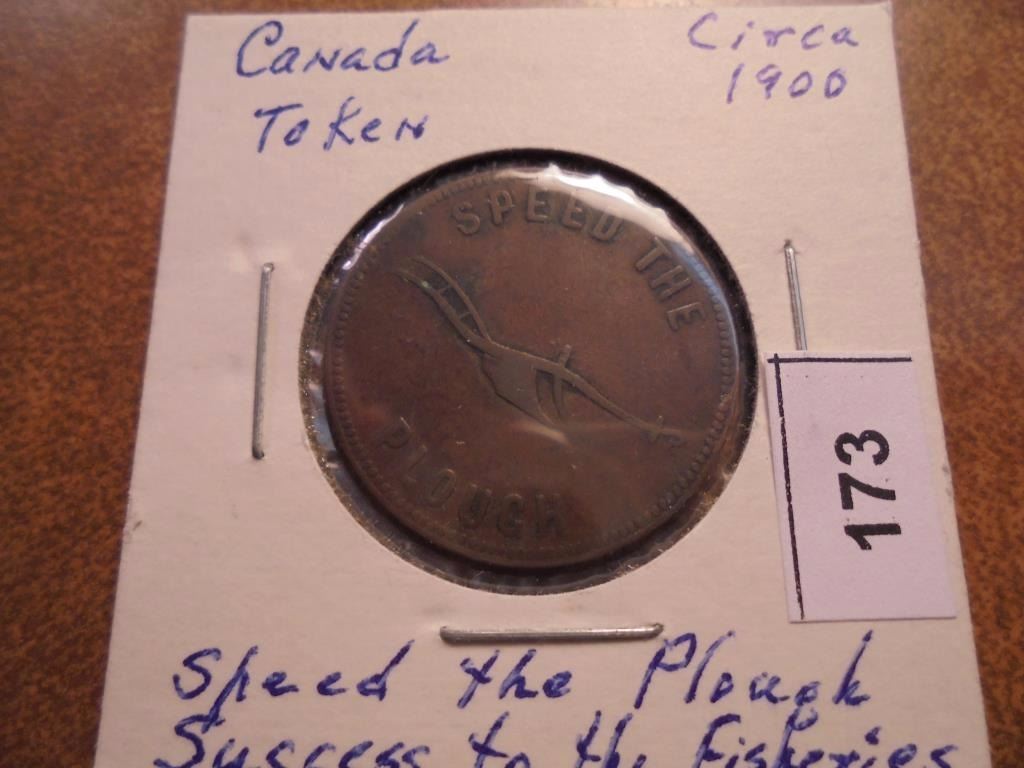 Canada
Token
Circa
1900
SPEED THE
PLOUGH
173
Speed the Plough
Success to the Fisheries